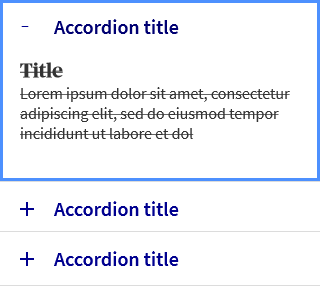 Accordion title
Title
Lorem ipsum dolor sit amet, consectetur
adipiscing elit, sed do eiusmod tempor
incididunt ut labore et dol
Accordion title
Accordion title